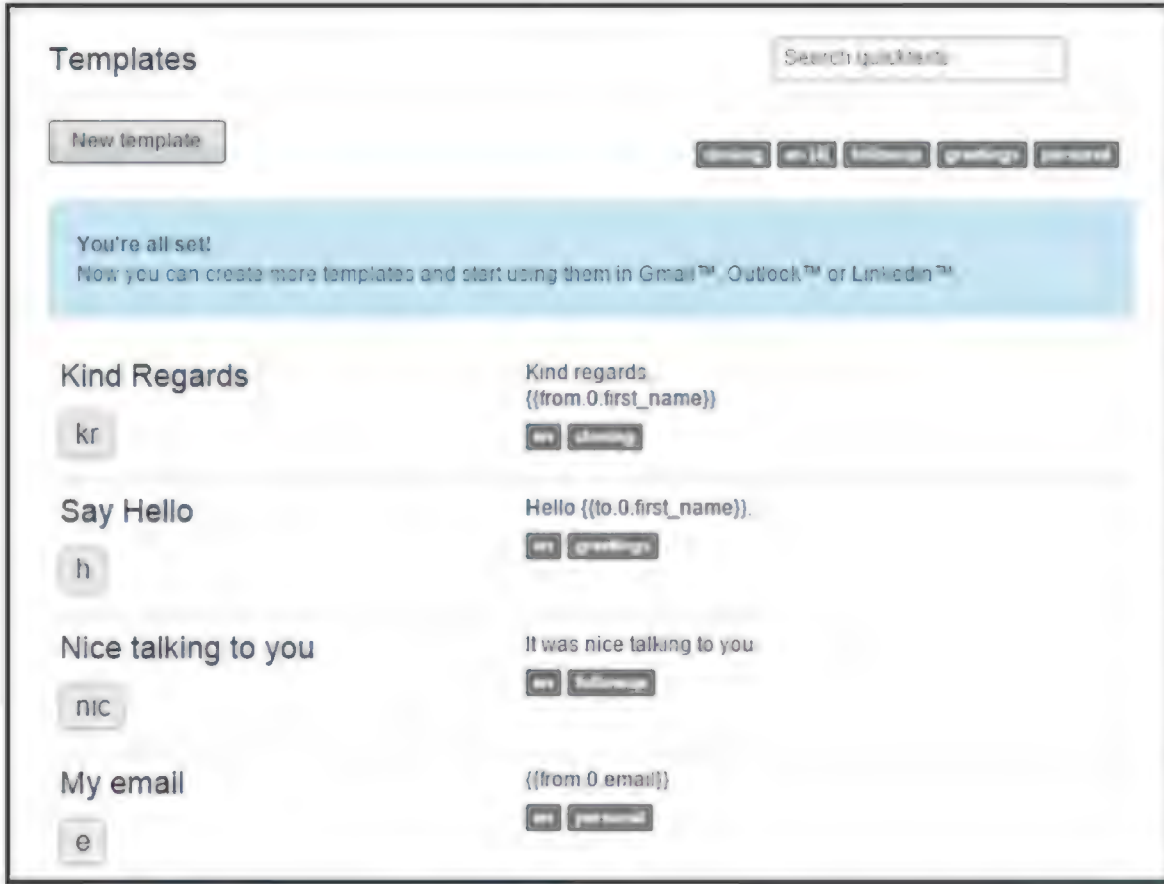 Templates
Search quicktexts
New template
closing en (4) followup greetings personal
You're all set!
Now you can create more templates and start using them in Gmail™, Outlook™ or Linkedin™.
Kind Regards
Kind regards,
{{from.0.first_name}}
kr
en closing
Say Hello
Hello {{to.0.first_name}},
h
en greetings
Nice talking to you
It was nice talking to you
nic
en followup
My email
{{from.0.email}}
e
en personal